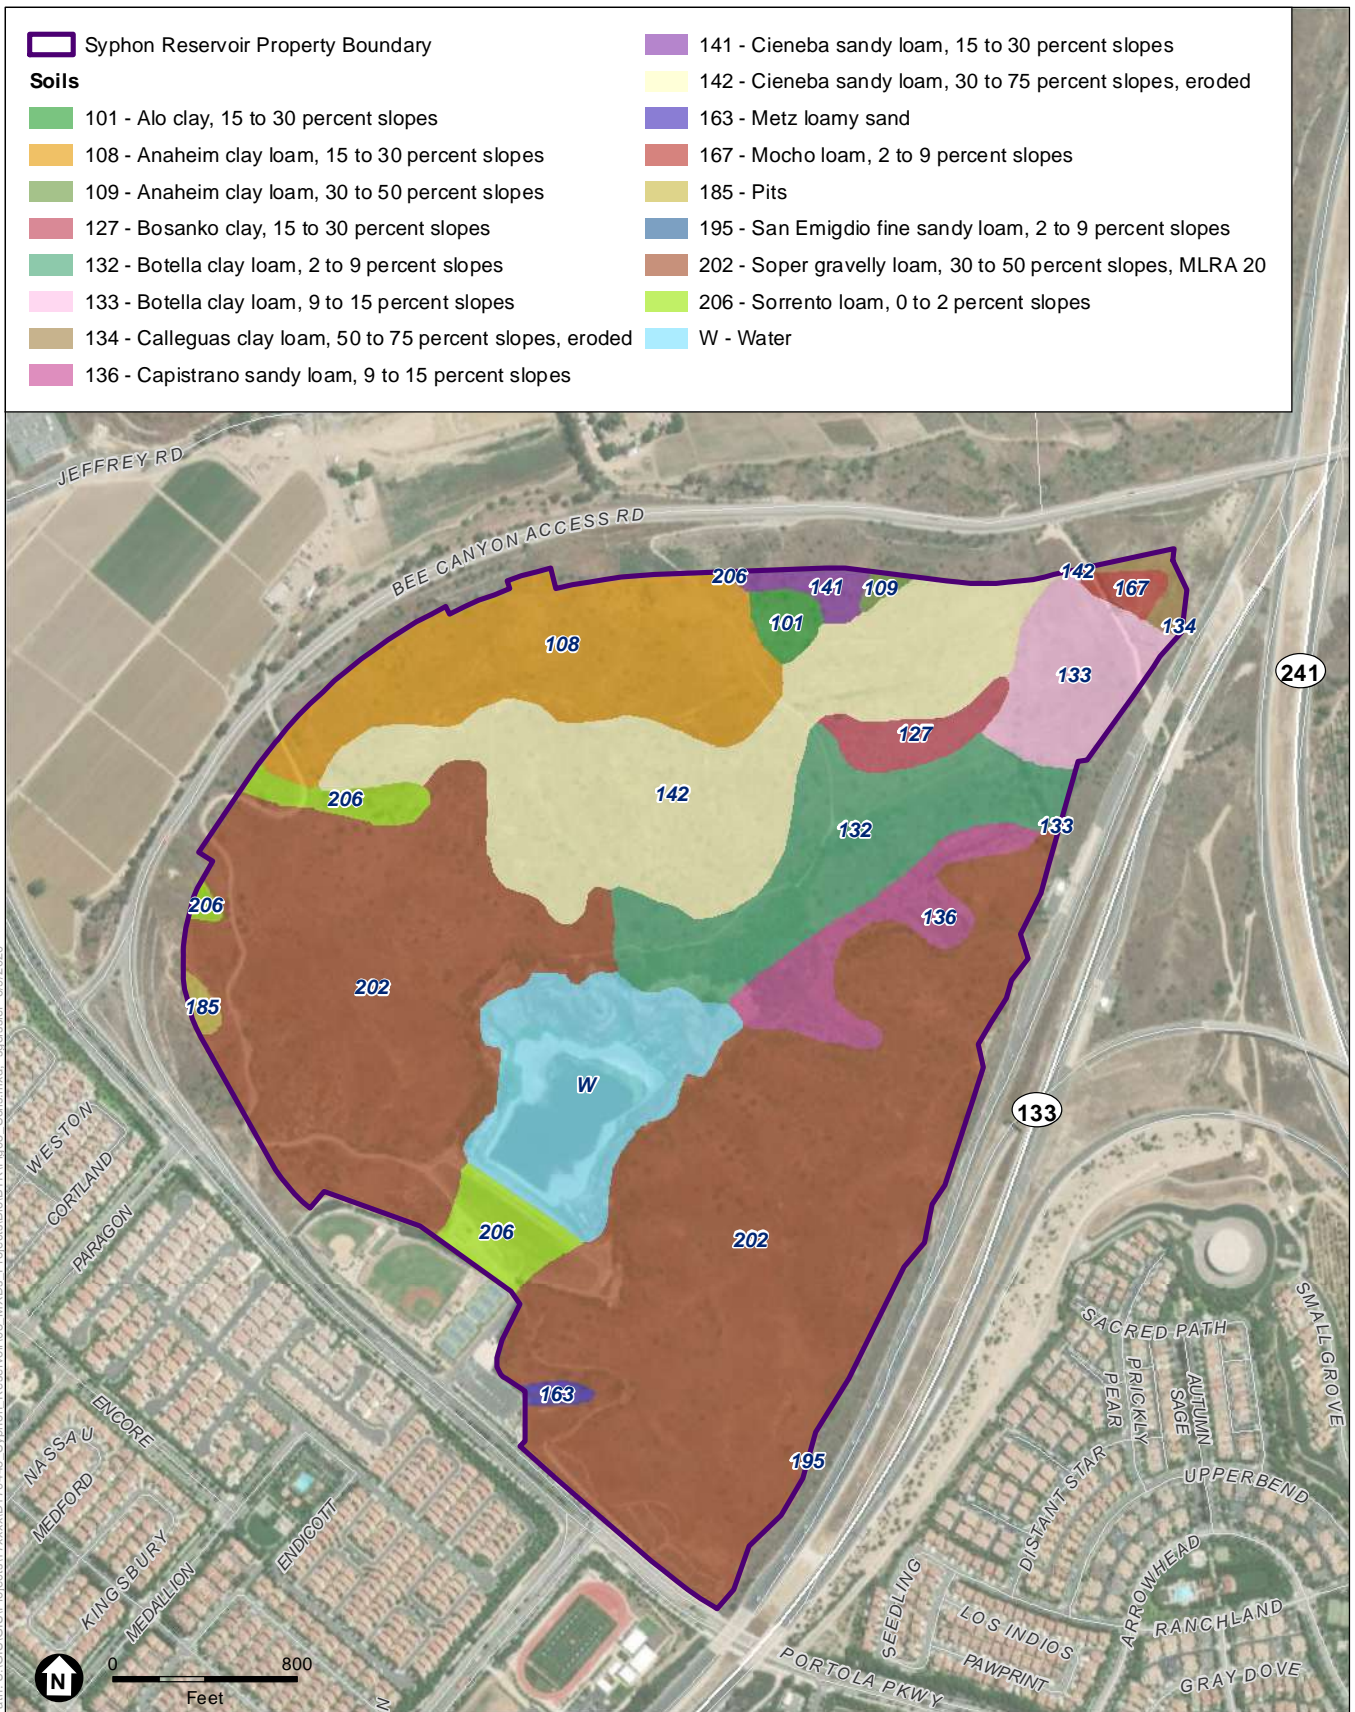 Syphon Reservoir Property Boundary
Soils
101 - Alo clay, 15 to 30 percent slopes
108 - Anaheim clay loam, 15 to 30 percent slopes
109 - Anaheim clay loam, 30 to 50 percent slopes
127 - Bosanko clay, 15 to 30 percent slopes
132 - Botella clay loam, 2 to 9 percent slopes
133 - Botella clay loam, 9 to 15 percent slopes
134 - Calleguas clay loam, 50 to 75 percent slopes, eroded
136 - Capistrano sandy loam, 9 to 15 percent slopes
141 - Cieneba sandy loam, 15 to 30 percent slopes
142 - Cieneba sandy loam, 30 to 75 percent slopes, eroded
163 - Metz loamy sand
167 - Mocho loam, 2 to 9 percent slopes
185 - Pits
195 - San Emigdio fine sandy loam, 2 to 9 percent slopes
202 - Soper gravelly loam, 30 to 50 percent slopes, MLRA 20
206 - Sorrento loam, 0 to 2 percent slopes
W - Water
JEFFREY RD
BEE CANYON ACCESS RD
206
141
109
142
167
101
134
108
133
241
127
142
206
132
133
206
136
202
185
W
133
WESTON
CORTLAND
PARAGON
206
202
SACRED PATH
SMALL GROVE
PRICKLY PEAR
AUTUMN SAGE
163
195
ENCORE
NASSAU
MEDFORD
KINGSBURY
MEDALLION
ENDICOTT
DISTANT STAR
UPPERBEND
ARROWHEAD
SEEDLING
LOS INDIOS
RANCHLAND
PAWPRINT
GRAY DOVE
PORTOLA PKWY
N
0
800
Feet
N